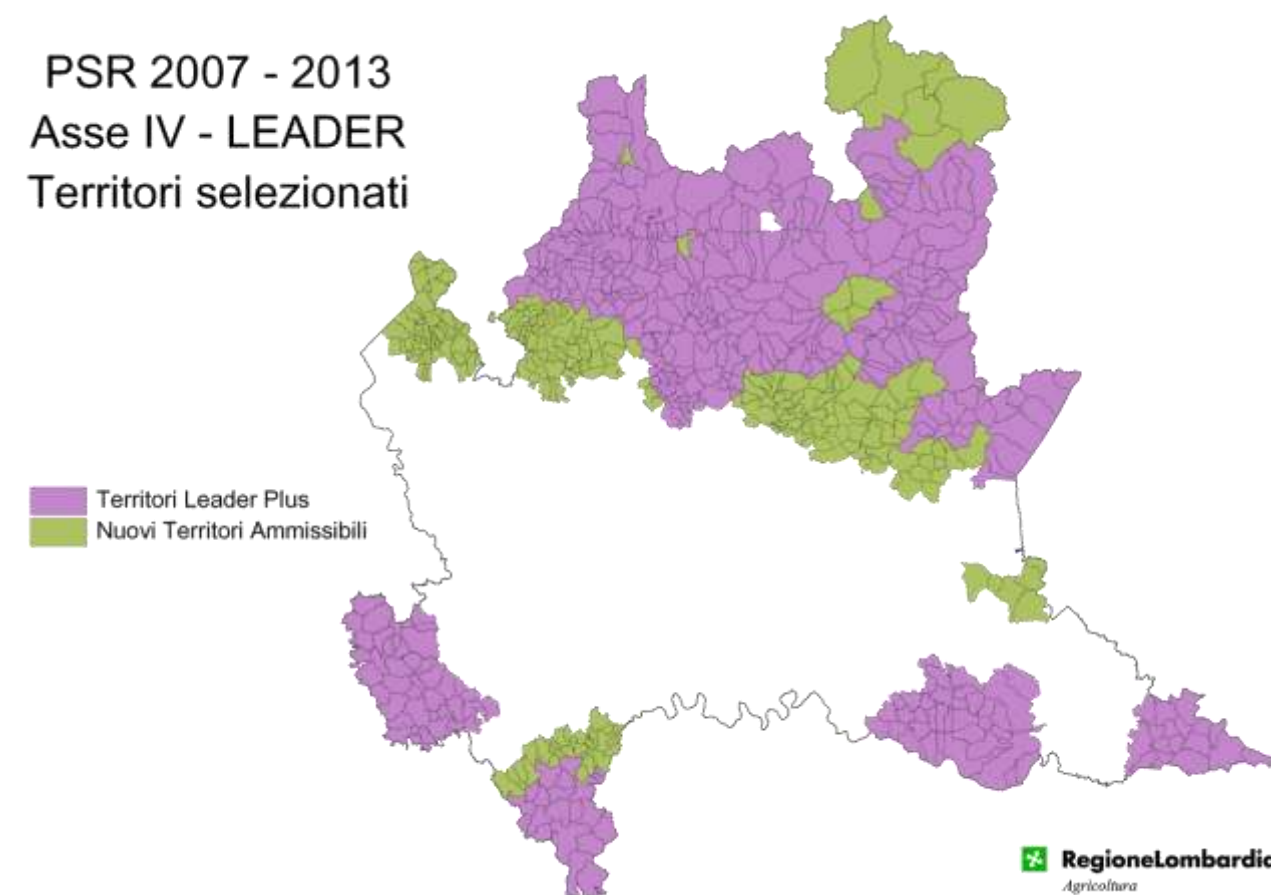 PSR 2007 - 2013
Asse IV - LEADER
Territori selezionati
Territori Leader Plus
Nuovi Territori Ammissibili
RegioneLombardia
Agricoltura